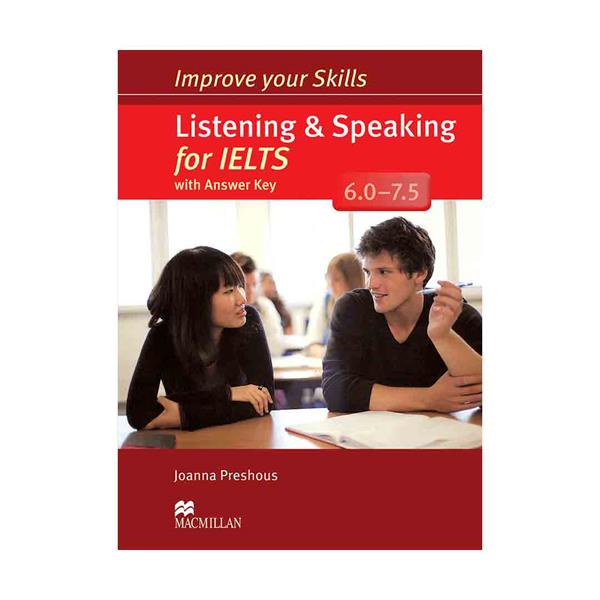 Improve your Skills
Listening & Speaking
for IELTS
with Answer Key
6.0–7.5
Joanna Preshous
MACMILLAN